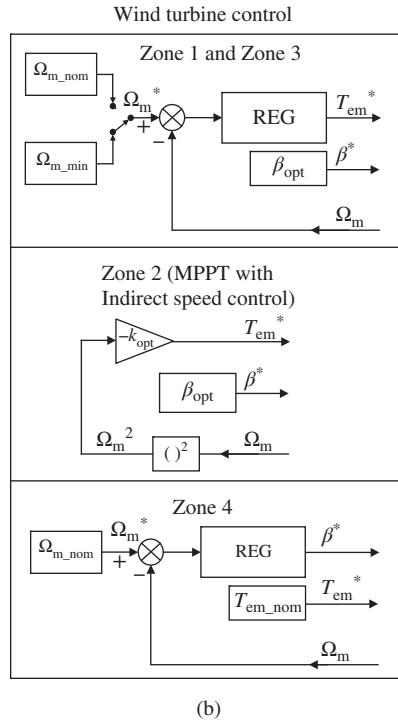 Wind turbine control
Zone 1 and Zone 3
Ω_m_nom
Ω_m*
REG
T_em*
+
−
Ω_m_min
β_opt
β*
Ω_m
Zone 2 (MPPT with
Indirect speed control)
−k_opt
T_em*
β_opt
β*
Ω_m²
( )²
Ω_m
Zone 4
Ω_m_nom
Ω_m*
REG
β*
+
−
T_em_nom
T_em*
Ω_m
(b)